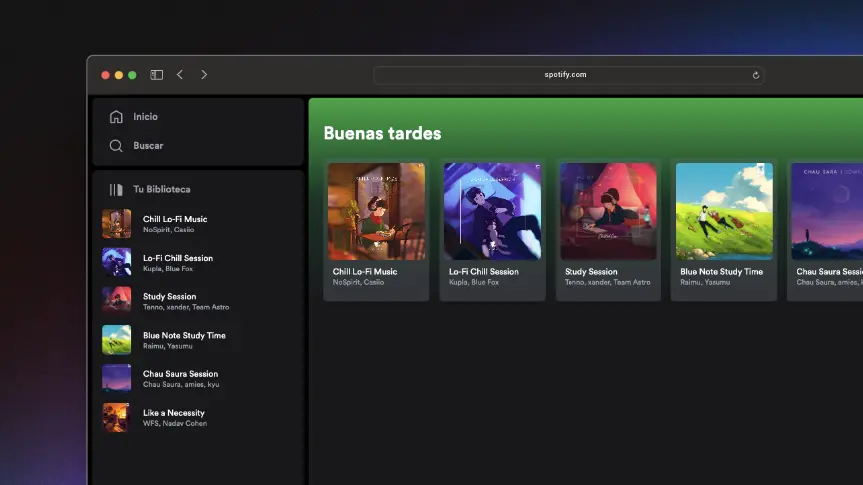 spotify.com
Inicio
Buscar
Tu Biblioteca
Chill Lo-Fi Music
NoSpirit, Casiio
Lo-Fi Chill Session
Kupla, Blue Fox
Study Session
Tenno, xander, Team Astro
Blue Note Study Time
Raimu, Yasumu
Chau Saura Session
Chau Saura, amies, kyu
Like a Necessity
WFS, Nadav Cohen
Buenas tardes
Chill Lo-Fi Music
NoSpirit, Casiio
Lo-Fi Chill Session
Kupla, Blue Fox
Study Session
Tenno, xander, Team Astro
Blue Note Study Time
Raimu, Yasumu
CHAU SARA
Chau Saura Sessi
Chau Saura, amies, k